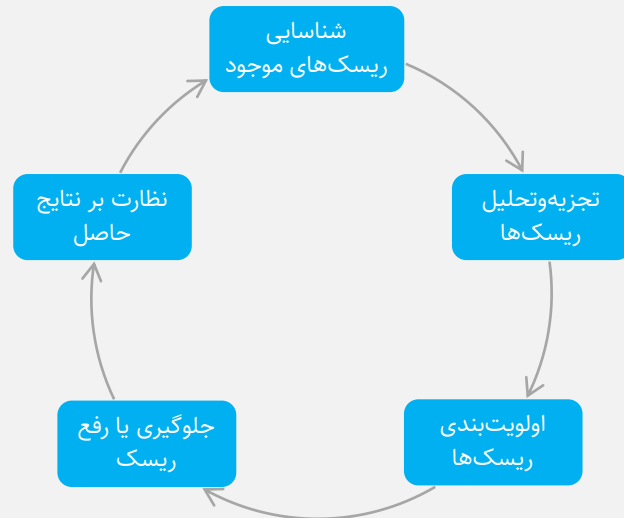 شناسایی
ریسک‌های موجود
تجزیه‌وتحلیل
ریسک‌ها
اولویت‌بندی
ریسک‌ها
جلوگیری یا رفع
ریسک
نظارت بر نتایج
حاصل